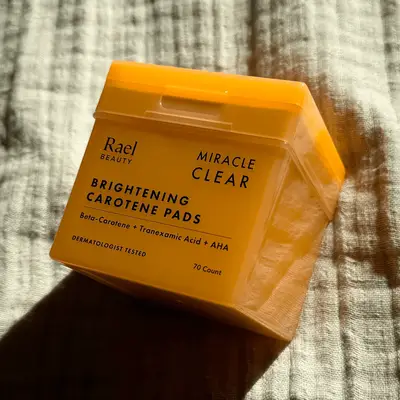 Rael
BEAUTY
MIRACLE
CLEAR
BRIGHTENING
CAROTENE PADS
Beta-Carotene + Tranexamic Acid + AHA
DERMATOLOGIST TESTED
70 Count